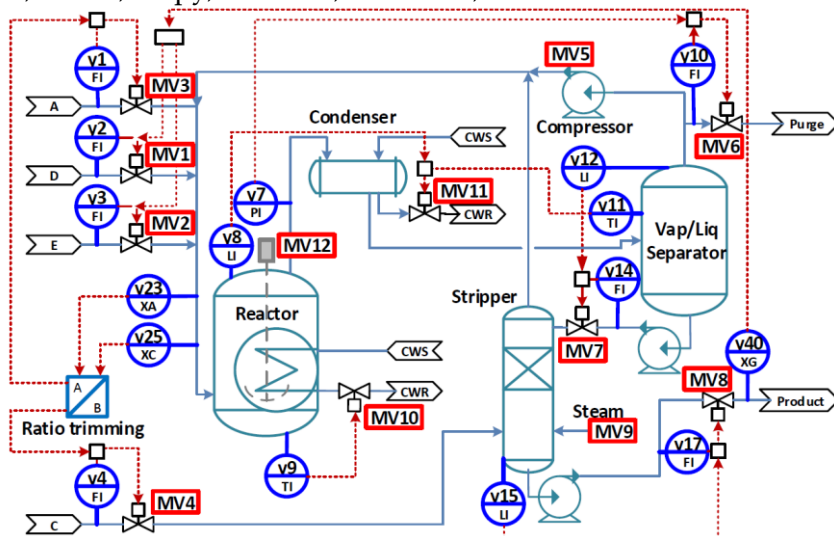 y1
FI
MV3
A
y2
FI
MV1
D
y3
FI
MV2
E
y23
XA
y25
XC
A
B
Ratio trimming
y4
FI
MV4
C
Condenser
CWS
y7
PI
y8
LI
MV11
CWR
MV12
Reactor
CWS
CWR
MV10
y9
TI
MV5
Compressor
y10
FI
MV6
Purge
y12
LI
y11
TI
Vap/Liq
Separator
y14
FI
MV7
Stripper
Steam
MV9
y15
LI
y17
FI
MV8
y40
XG
Product